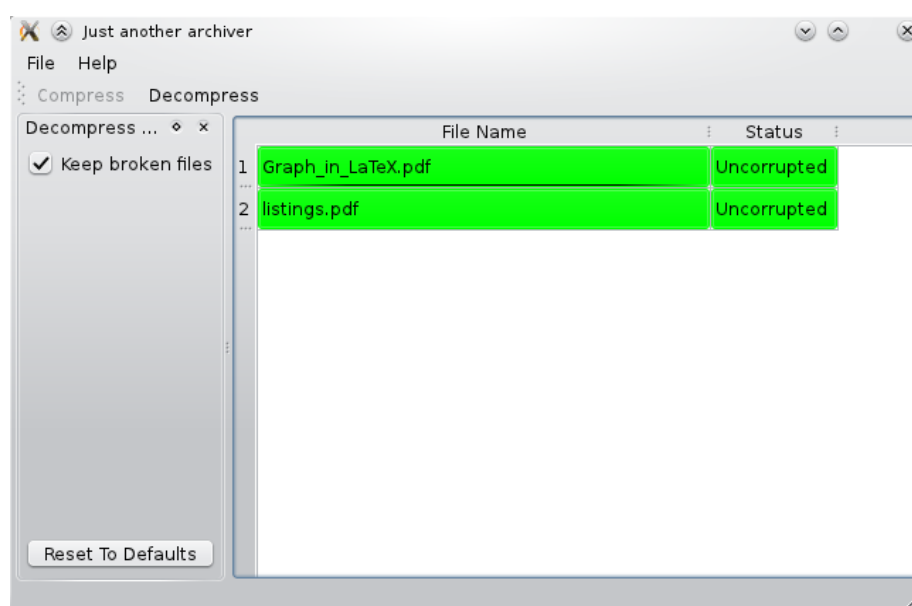 Just another archiver
File Help
Compress Decompress
Decompress ...
Keep broken files
File Name Status
1 Graph_in_LaTeX.pdf Uncorrupted
2 listings.pdf Uncorrupted
Reset To Defaults